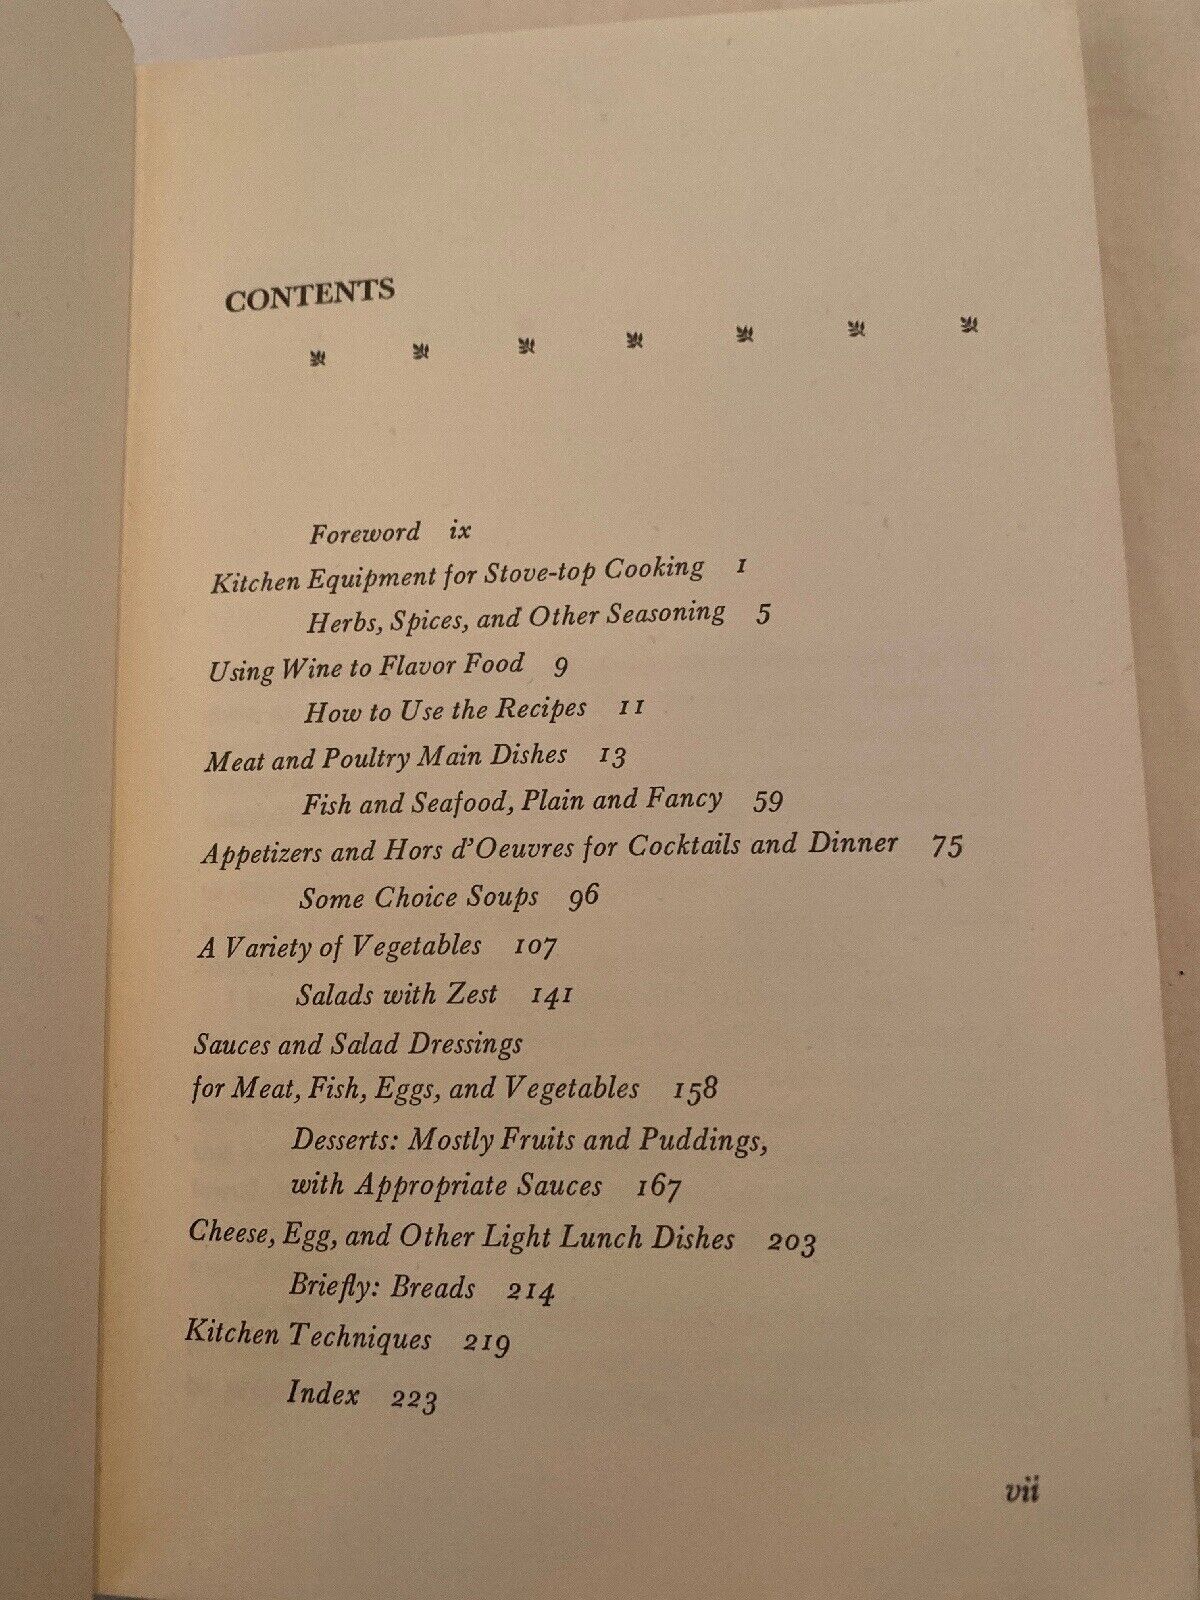 CONTENTS
Foreword ix
Kitchen Equipment for Stove-top Cooking 1
Herbs, Spices, and Other Seasoning 5
Using Wine to Flavor Food 9
How to Use the Recipes 11
Meat and Poultry Main Dishes 13
Fish and Seafood, Plain and Fancy 59
Appetizers and Hors d'Oeuvres for Cocktails and Dinner 75
Some Choice Soups 96
A Variety of Vegetables 107
Salads with Zest 141
Sauces and Salad Dressings
for Meat, Fish, Eggs, and Vegetables 158
Desserts: Mostly Fruits and Puddings,
with Appropriate Sauces 167
Cheese, Egg, and Other Light Lunch Dishes 203
Briefly: Breads 214
Kitchen Techniques 219
Index 223
vii